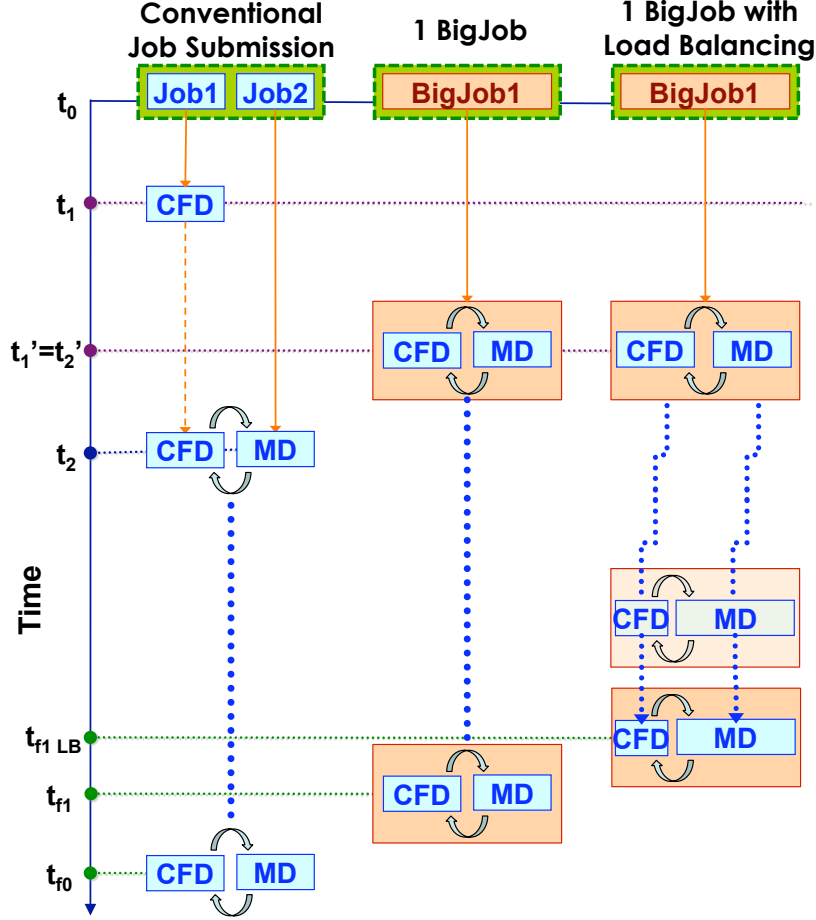 Conventional
Job Submission
1 BigJob
1 BigJob with
Load Balancing
t0
Job1
Job2
BigJob1
BigJob1
t1
CFD
t1'=t2'
CFD
MD
CFD
MD
t2
CFD
MD
Time
CFD
MD
tf1 LB
CFD
MD
tf1
CFD
MD
tf0
CFD
MD